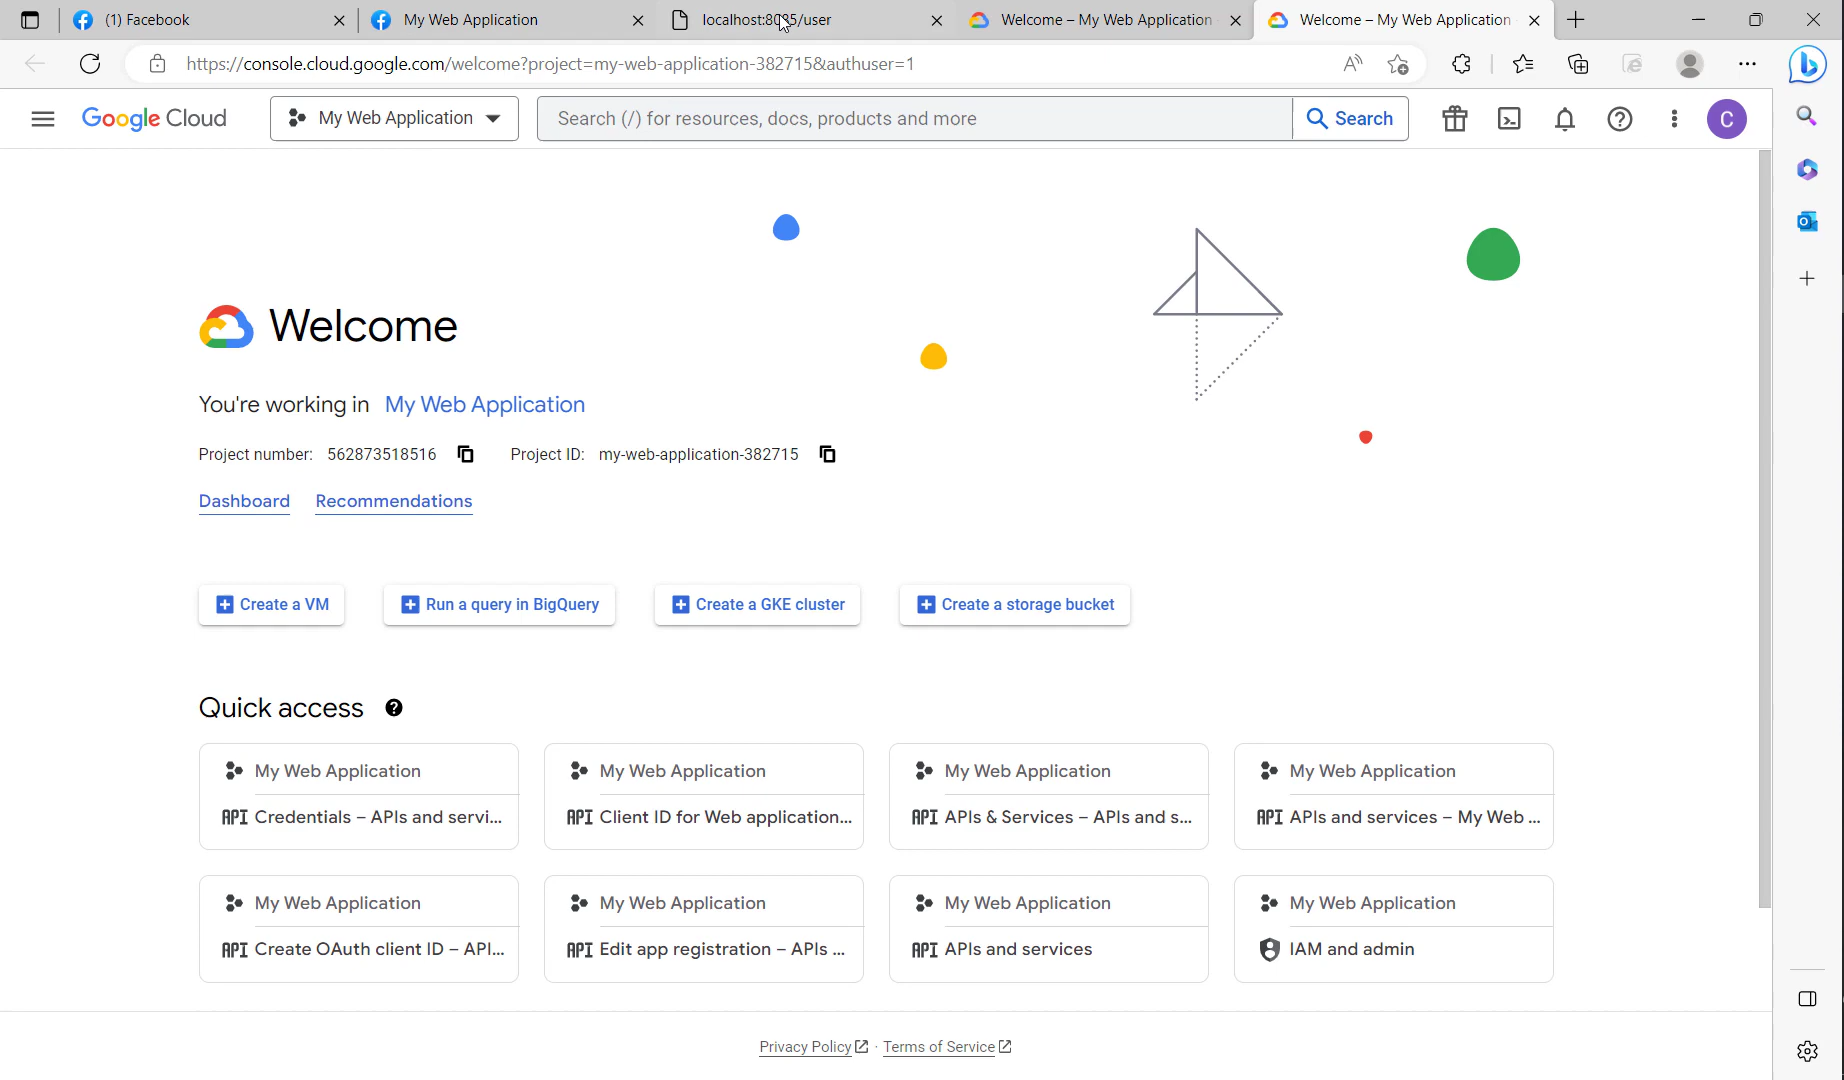 (1) Facebook
My Web Application
localhost:8085/user
Welcome – My Web Application
Welcome – My Web Application
https://console.cloud.google.com/welcome?project=my-web-application-382715&authuser=1
Google Cloud
My Web Application
Search (/) for resources, docs, products and more
Search
C
Welcome
You're working in My Web Application
Project number: 562873518516 Project ID: my-web-application-382715
Dashboard Recommendations
Create a VM
Run a query in BigQuery
Create a GKE cluster
Create a storage bucket
Quick access
My Web Application
API Credentials – APIs and servi...
My Web Application
API Client ID for Web application...
My Web Application
API APIs & Services – APIs and s...
My Web Application
API APIs and services – My Web ...
My Web Application
API Create OAuth client ID – API...
My Web Application
API Edit app registration – APIs ...
My Web Application
API APIs and services
My Web Application
IAM and admin
Privacy Policy · Terms of Service